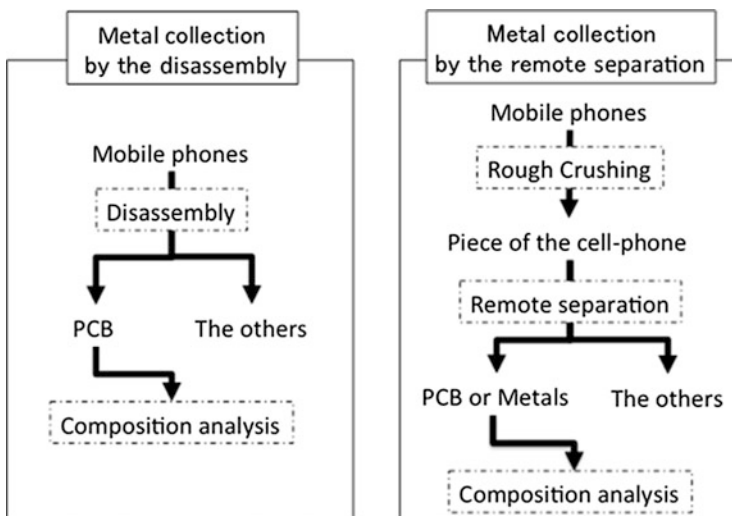 Metal collection
by the disassembly
Mobile phones
Disassembly
PCB
The others
Composition analysis
Metal collection
by the remote separation
Mobile phones
Rough Crushing
Piece of the cell-phone
Remote separation
PCB or Metals
The others
Composition analysis